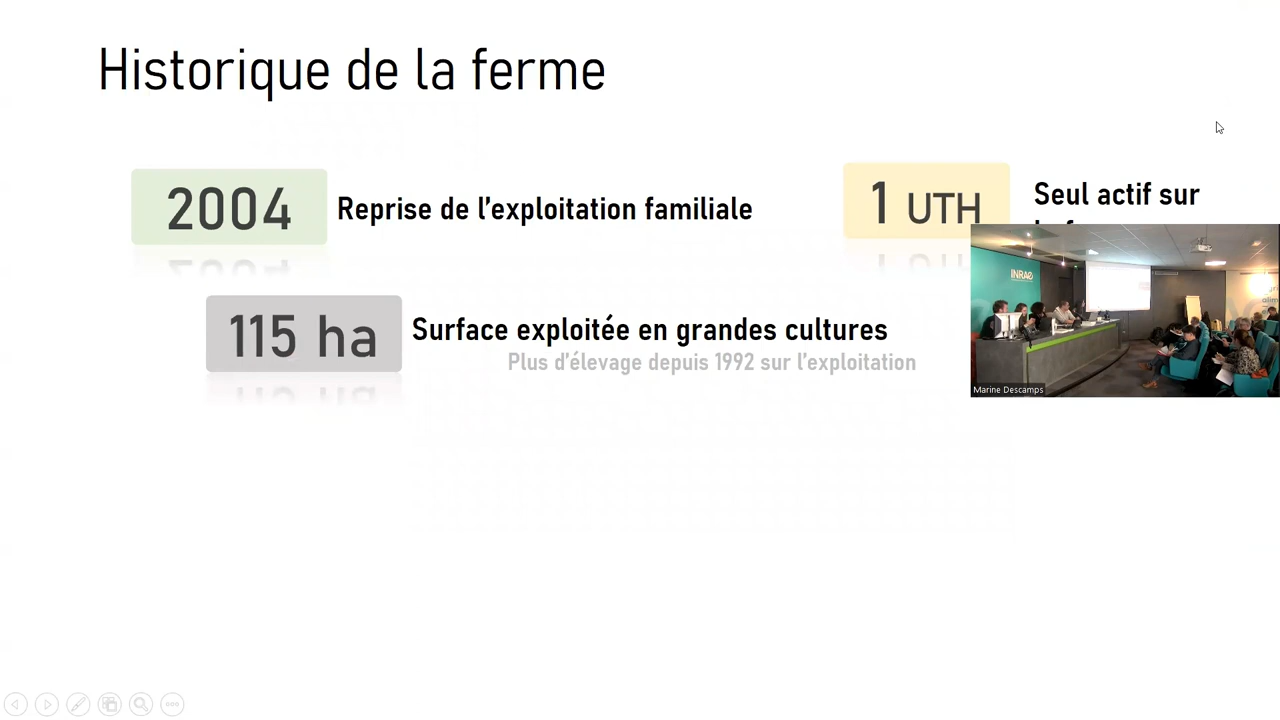 Historique de la ferme
2004
Reprise de l'exploitation familiale
1 UTH
Seul actif sur
115 ha
Surface exploitée en grandes cultures
Plus d'élevage depuis 1992 sur l'exploitation
INRAE
Marine Descamps